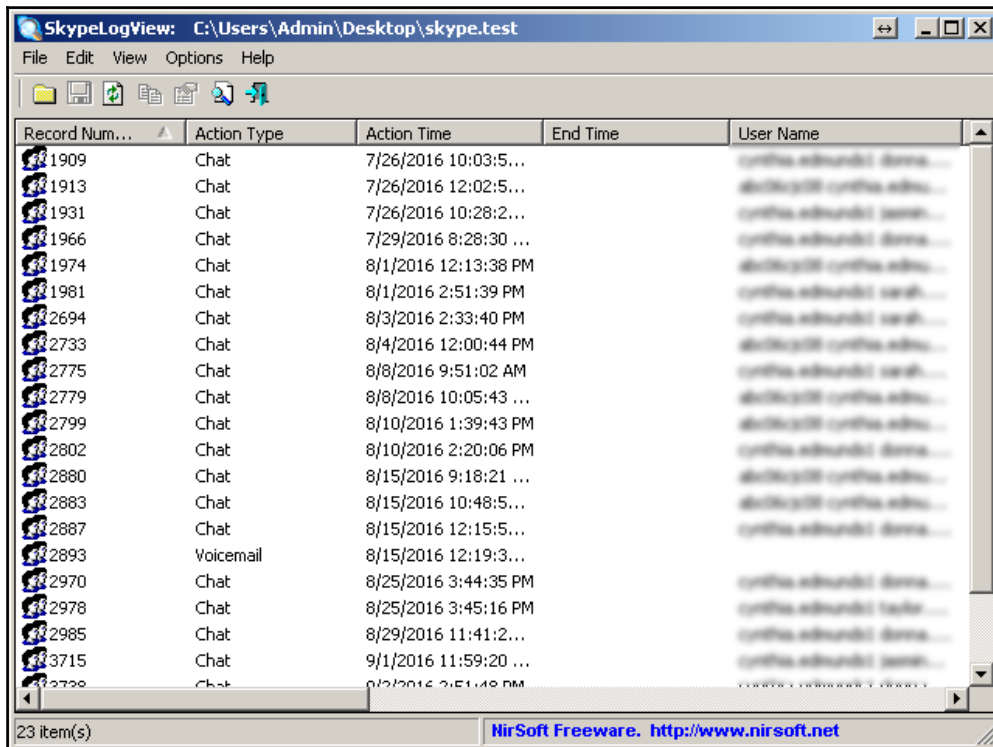 SkypeLogView: C:\Users\Admin\Desktop\skype.test
File Edit View Options Help
Record Num... Action Type Action Time End Time User Name
1909 Chat 7/26/2016 10:03:5...
1913 Chat 7/26/2016 12:02:5...
1931 Chat 7/26/2016 10:28:2...
1966 Chat 7/29/2016 8:28:30 ...
1974 Chat 8/1/2016 12:13:38 PM
1981 Chat 8/1/2016 2:51:39 PM
2694 Chat 8/3/2016 2:33:40 PM
2733 Chat 8/4/2016 12:00:44 PM
2775 Chat 8/8/2016 9:51:02 AM
2779 Chat 8/8/2016 10:05:43 ...
2799 Chat 8/10/2016 1:39:43 PM
2802 Chat 8/10/2016 2:20:06 PM
2880 Chat 8/15/2016 9:18:21 ...
2883 Chat 8/15/2016 10:48:5...
2887 Chat 8/15/2016 12:15:5...
2893 Voicemail 8/15/2016 12:19:3...
2970 Chat 8/25/2016 3:44:35 PM
2978 Chat 8/25/2016 3:45:16 PM
2985 Chat 8/29/2016 11:41:2...
3715 Chat 9/1/2016 11:59:20 ...
Chat
23 item(s) NirSoft Freeware. http://www.nirsoft.net